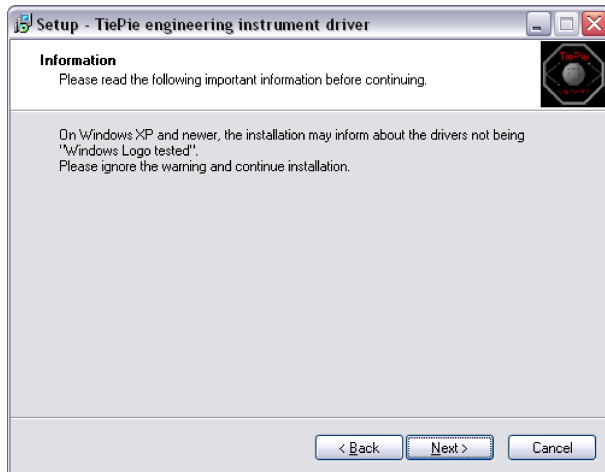 Setup - TiePie engineering instrument driver
Information
Please read the following important information before continuing.
TiePie
On Windows XP and newer, the installation may inform about the drivers not being
"Windows Logo tested".
Please ignore the warning and continue installation.
< Back
Next >
Cancel